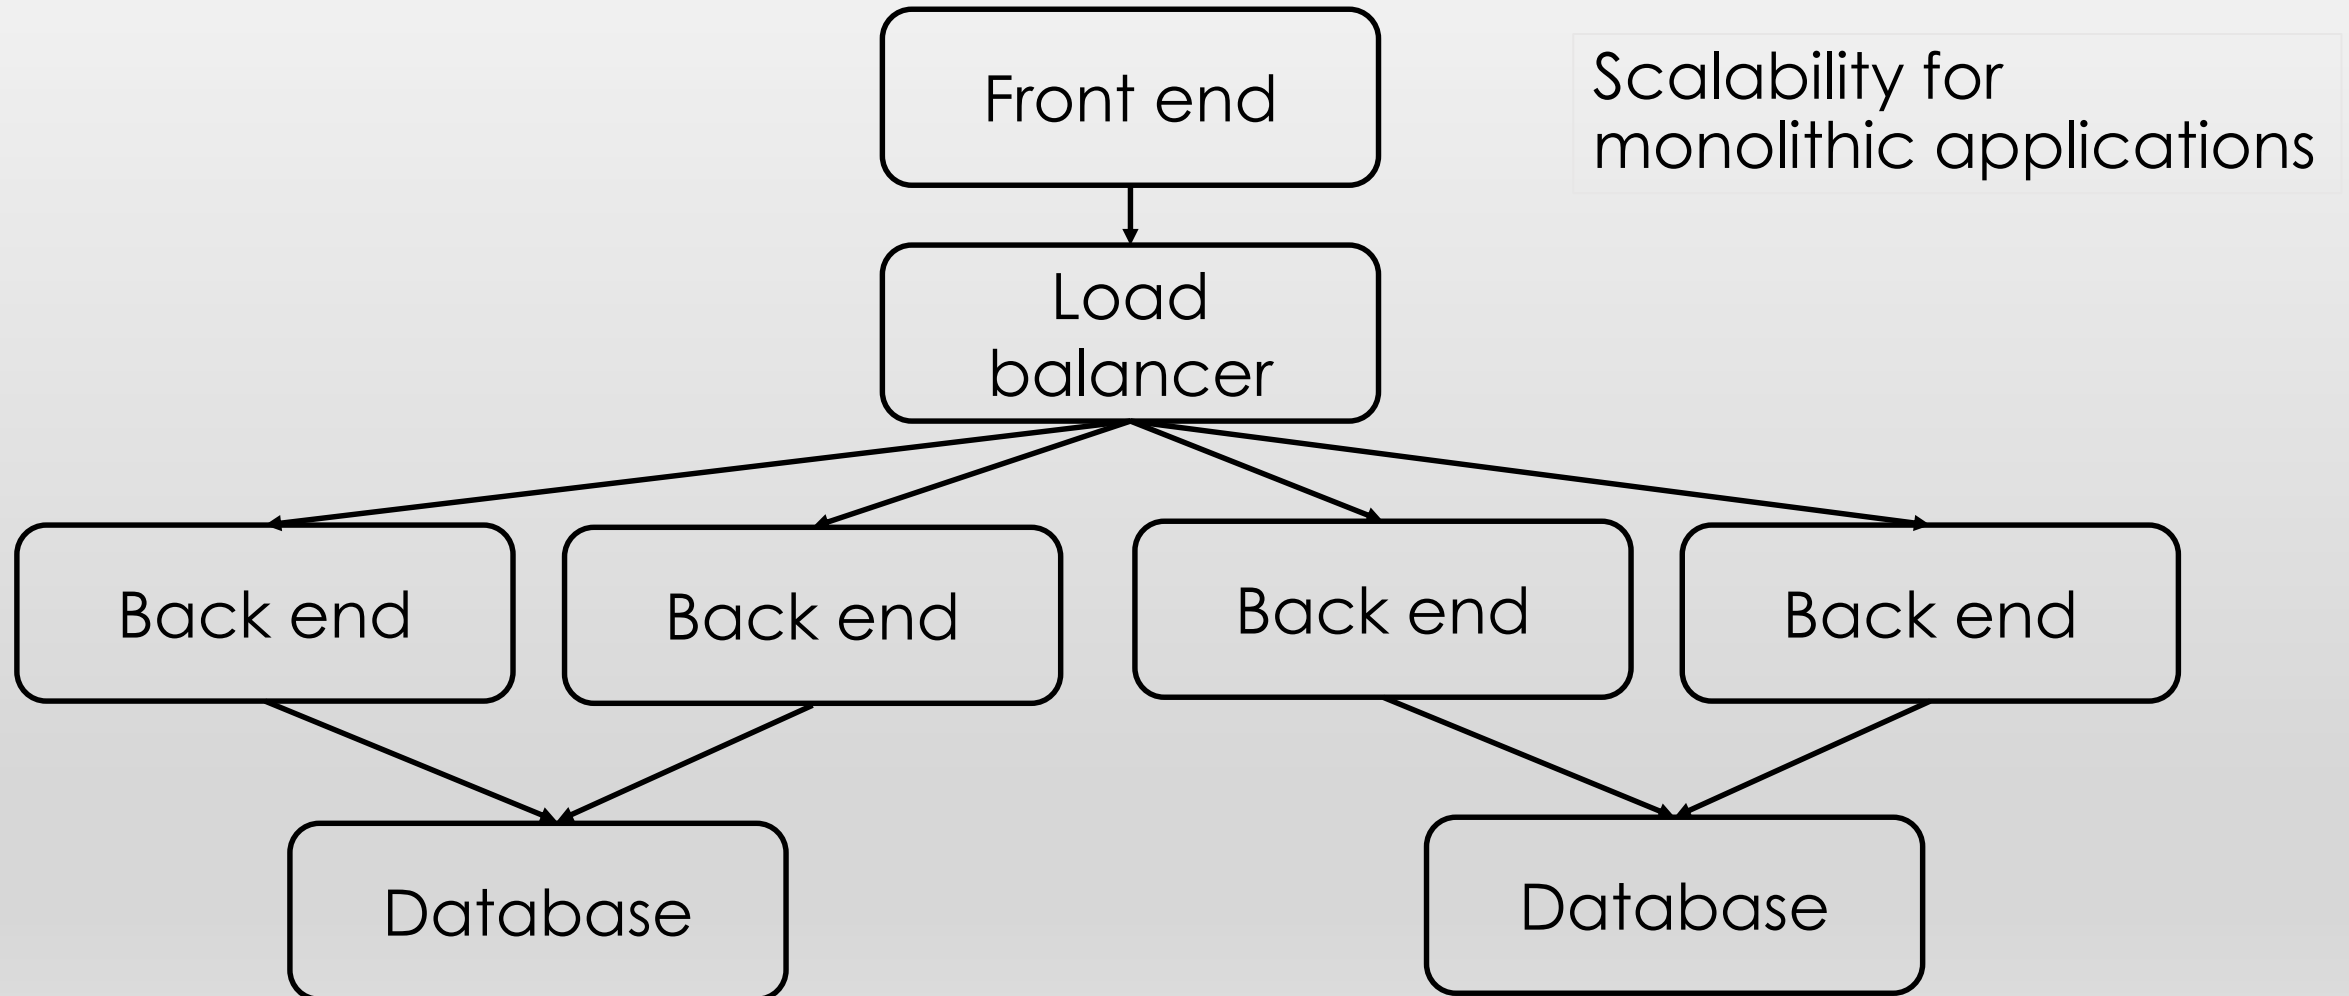 Front end
Scalability for
monolithic applications
Load
balancer
Back end
Back end
Back end
Back end
Database
Database